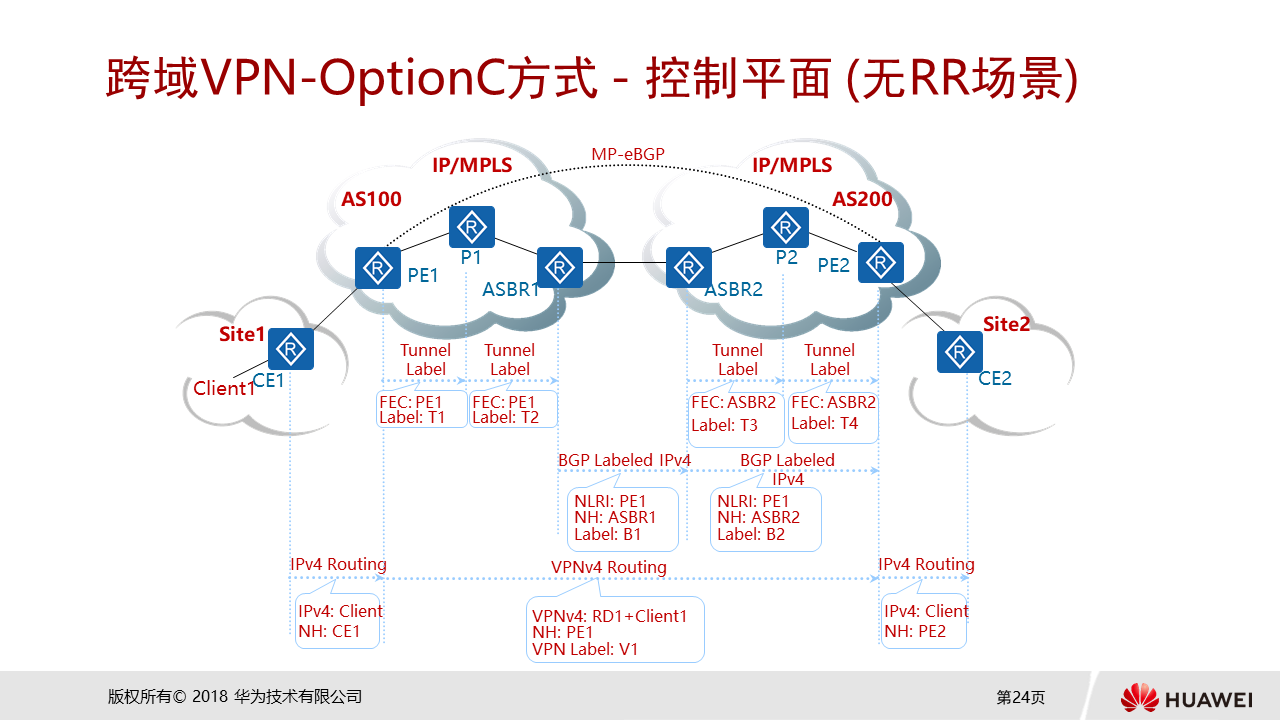 跨域VPN-OptionC方式 - 控制平面 (无RR场景)
MP-eBGP
IP/MPLS
IP/MPLS
AS100
AS200
P1
P2
PE1
PE2
ASBR1
ASBR2
Site1
Site2
CE1
CE2
Client1
Tunnel
Label
Tunnel
Label
Tunnel
Label
Tunnel
Label
FEC: PE1
Label: T1
FEC: PE1
Label: T2
FEC: ASBR2
Label: T3
FEC: ASBR2
Label: T4
BGP Labeled IPv4
BGP Labeled
IPv4
NLRI: PE1
NH: ASBR1
Label: B1
NLRI: PE1
NH: ASBR2
Label: B2
IPv4 Routing
VPNv4 Routing
IPv4 Routing
IPv4: Client
NH: CE1
VPNv4: RD1+Client1
NH: PE1
VPN Label: V1
IPv4: Client
NH: PE2
版权所有© 2018 华为技术有限公司
第24页
HUAWEI